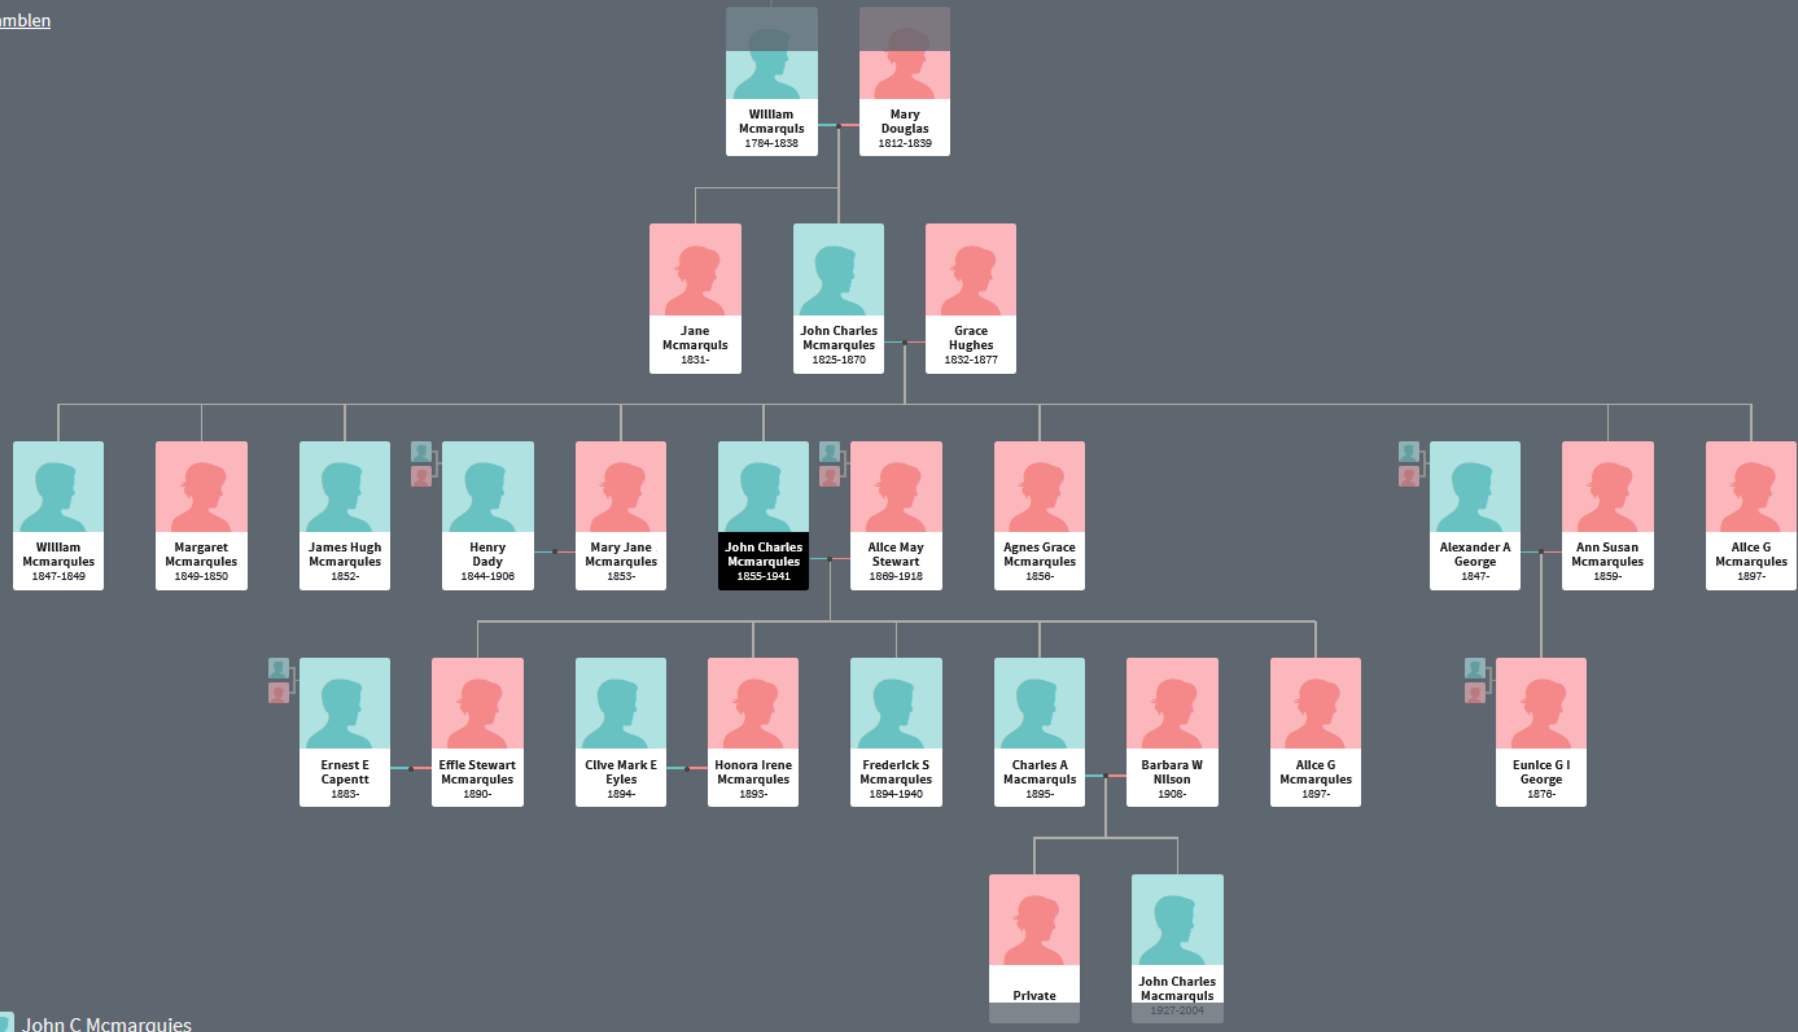 amblen
William
Mcmarquis
1784-1838
Mary
Douglas
1812-1839
Jane
Mcmarquis
1831-
John Charles
Mcmarquies
1825-1870
Grace
Hughes
1832-1877
William
Mcmarquies
1847-1849
Margaret
Mcmarquies
1849-1850
James Hugh
Mcmarquies
1852-
Henry
Dady
1844-1906
Mary Jane
Mcmarquies
1853-
John Charles
Mcmarquies
1855-1941
Alice May
Stewart
1869-1918
Agnes Grace
Mcmarquies
1856-
Alexander A
George
1847-
Ann Susan
Mcmarquies
1859-
Alice G
Mcmarquies
1897-
Ernest E
Capentt
1883-
Effie Stewart
Mcmarquies
1890-
Clive Mark E
Eyles
1894-
Honora Irene
Mcmarquies
1893-
Frederick S
Mcmarquies
1894-1940
Charles A
Macmarquis
1895-
Barbara W
Nilson
1908-
Alice G
Mcmarquies
1897-
Eunice G I
George
1876-
Private
John Charles
Macmarquis
1927-2004
John C Mcmarquies